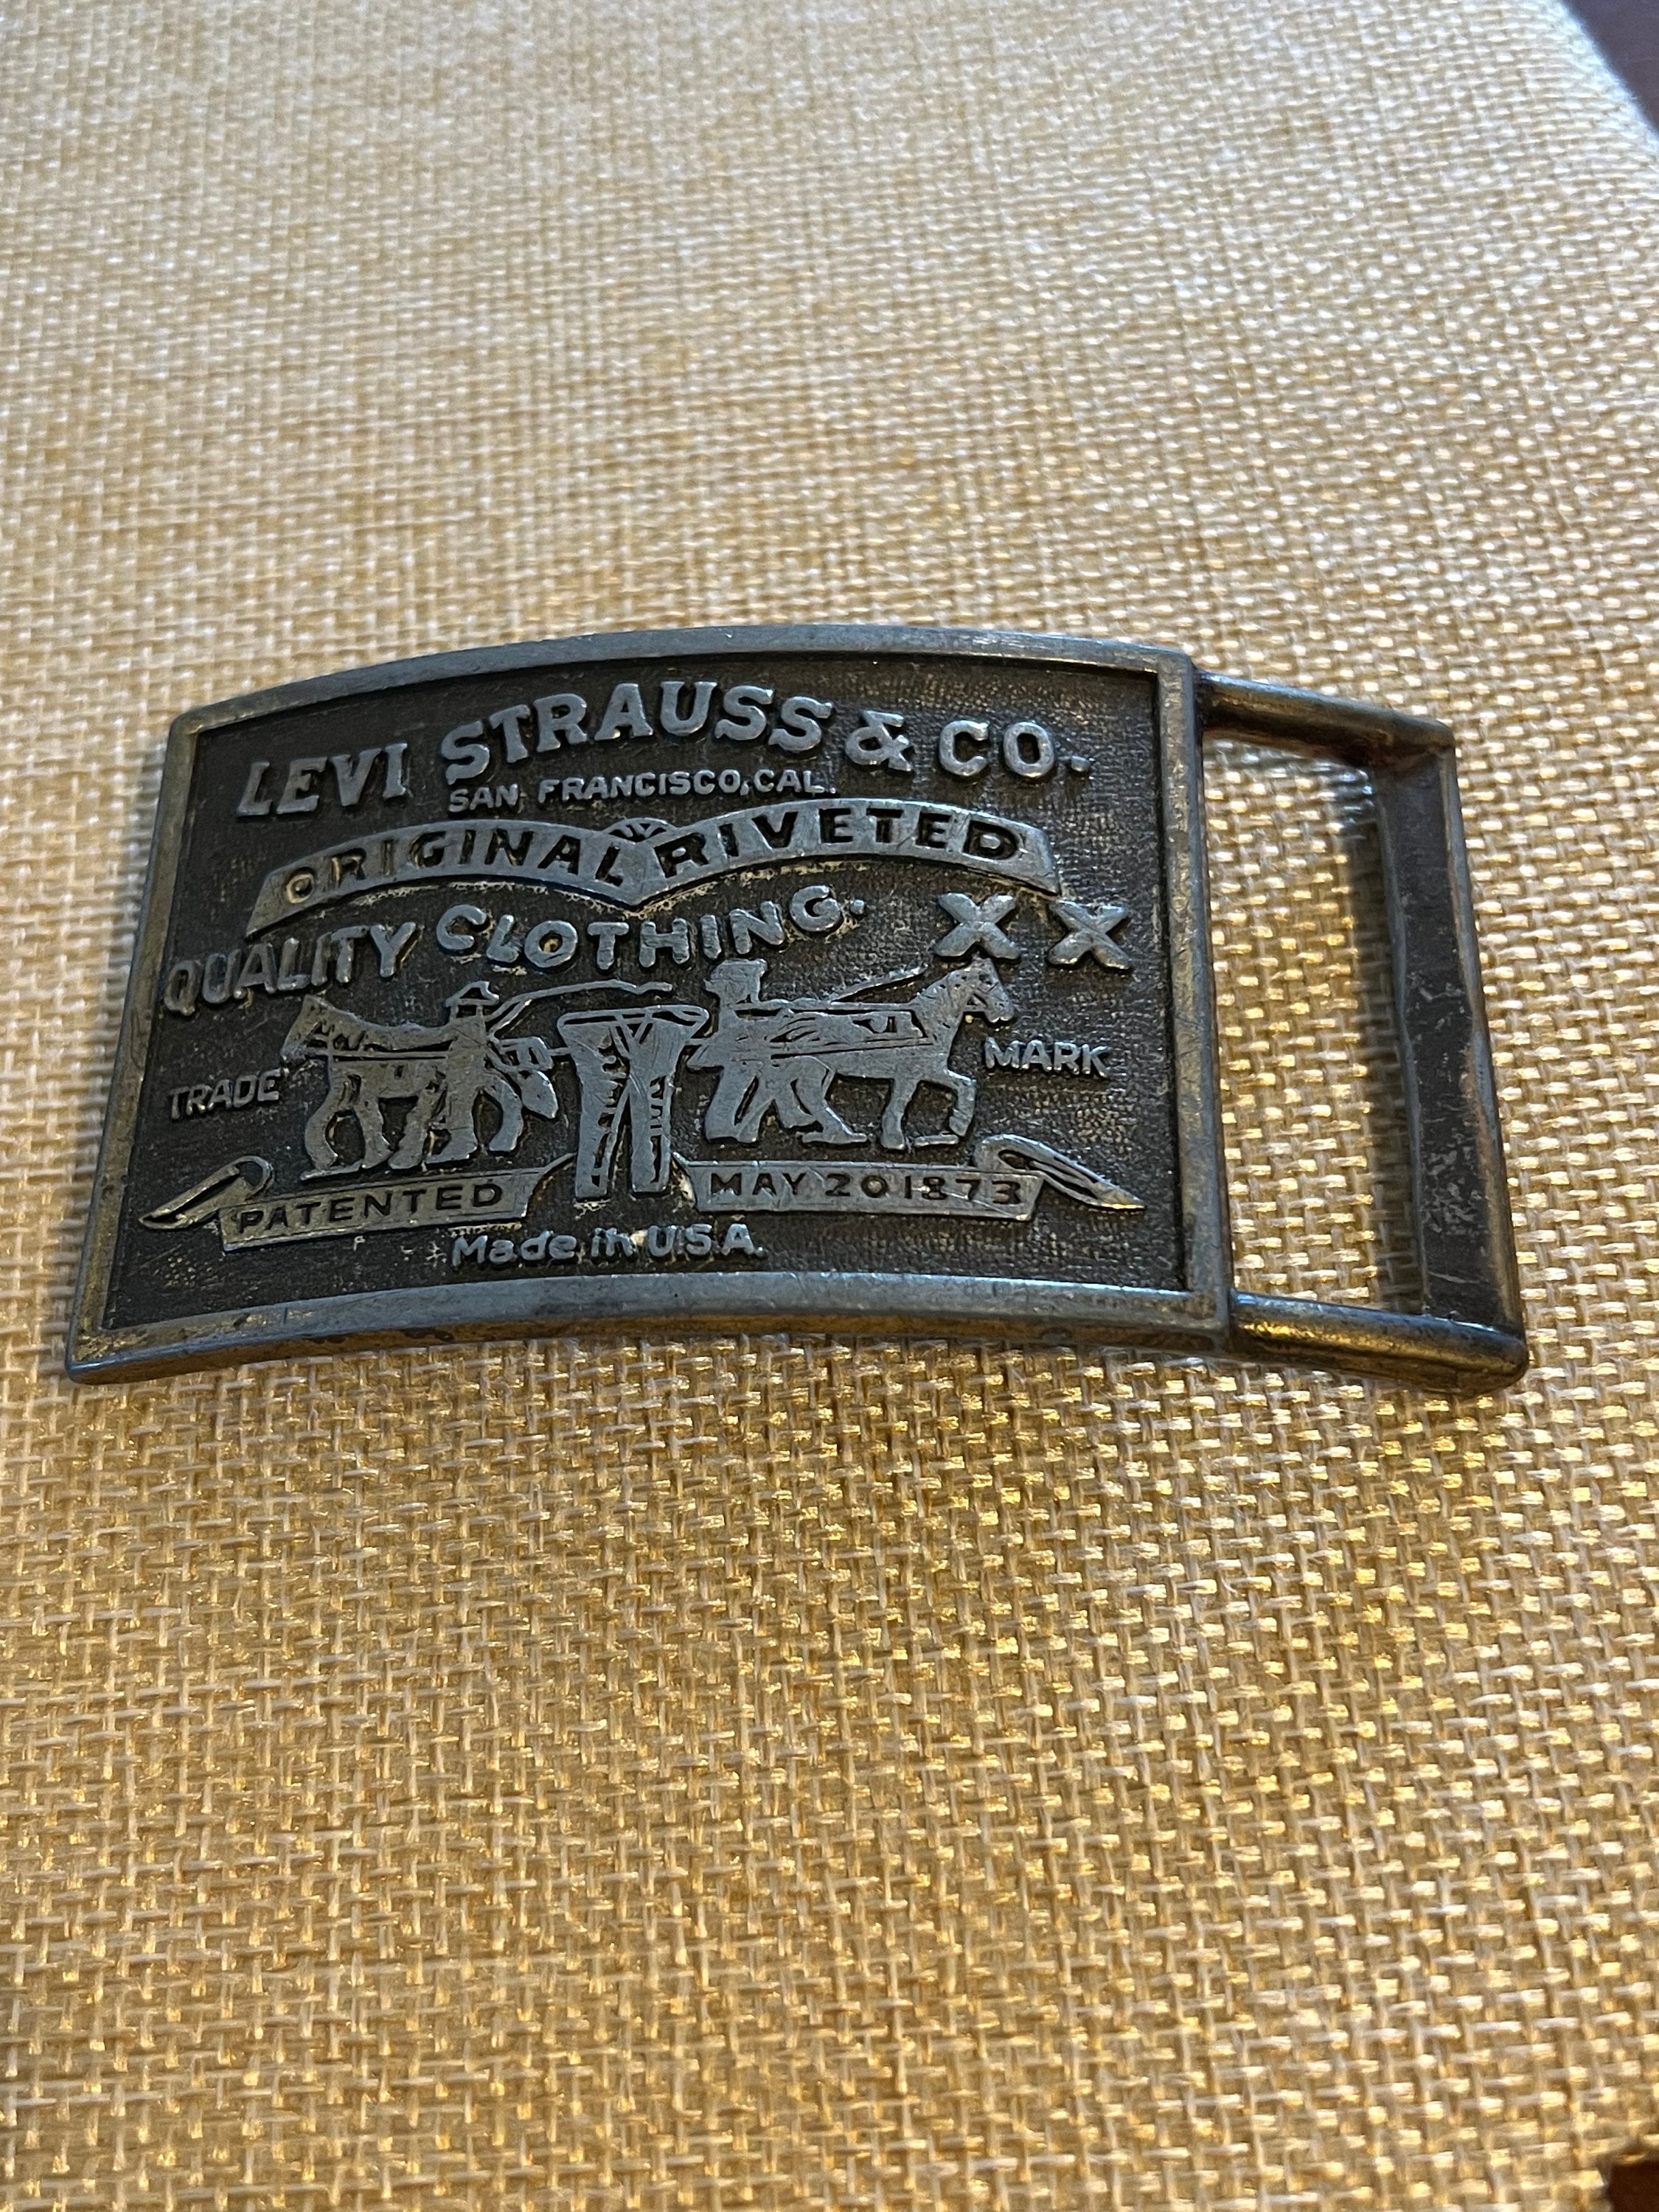 LEVI STRAUSS & CO.
SAN FRANCISCO, CAL.
ORIGINAL RIVETED
QUALITY CLOTHING. XX
TRADE MARK
PATENTED MAY 20 1873
Made in U.S.A.